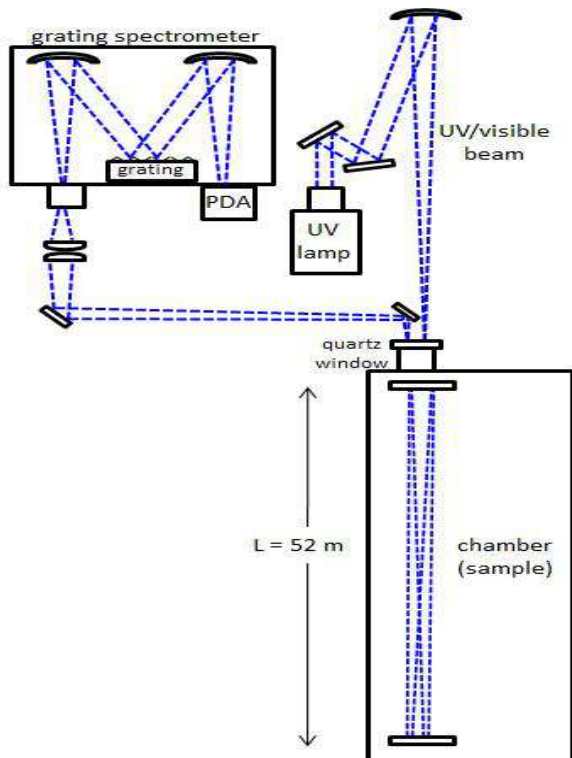 grating spectrometer
grating
PDA
UV
lamp
UV/visible
beam
quartz
window
L = 52 m
chamber
(sample)